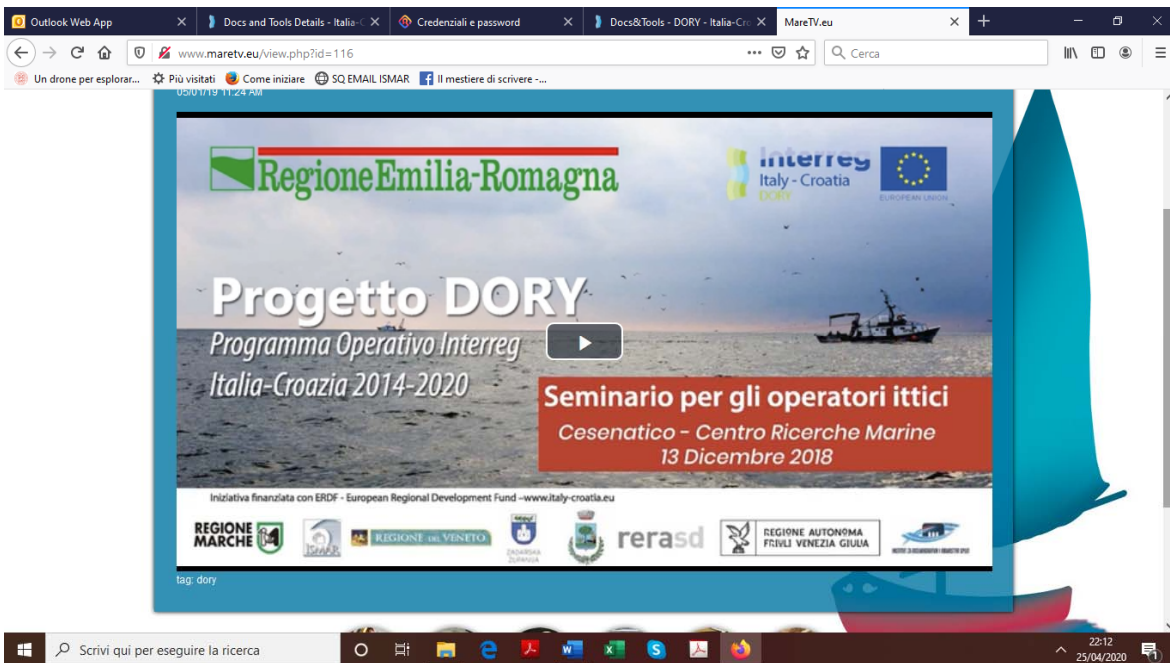 Outlook Web App
Docs and Tools Details - Italia-C
Credenziali e password
Docs&Tools - DORY - Italia-Cro
MareTV.eu
www.maretv.eu/view.php?id=116
Cerca
Un drone per esplorar...
Più visitati
Come iniziare
SQ EMAIL ISMAR
Il mestiere di scrivere -...
05/01/19 11:24 AM
RegioneEmilia-Romagna
Interreg
Italy - Croatia
DORY
EUROPEAN UNION
Progetto DORY
Programma Operativo Interreg
Italia-Croazia 2014-2020
Seminario per gli operatori ittici
Cesenatico - Centro Ricerche Marine
13 Dicembre 2018
Iniziativa finanziata con ERDF - European Regional Development Fund -www.italy-croatia.eu
REGIONE
MARCHE
ISMAR
REGIONE DEL VENETO
ZADARSKA
ŽUPANIJA
rerasd
REGIONE AUTONOMA
FRIULI VENEZIA GIULIA
tag: dory
Scrivi qui per eseguire la ricerca
22:12
25/04/2020